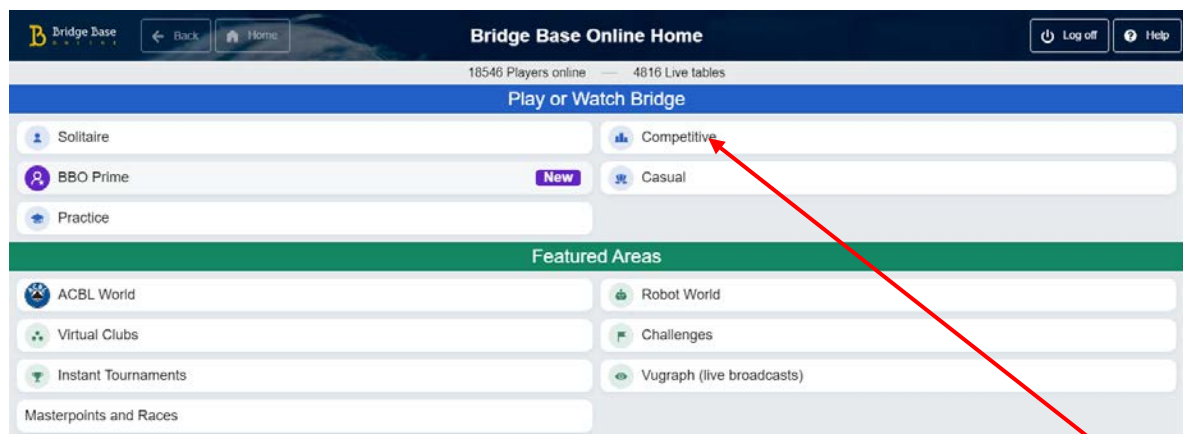 Bridge Base
ONLINE
Back
Home
Bridge Base Online Home
Log off
Help
18546 Players online — 4816 Live tables
Play or Watch Bridge
Solitaire
Competitive
BBO Prime
New
Casual
Practice
Featured Areas
ACBL World
Robot World
Virtual Clubs
Challenges
Instant Tournaments
Vugraph (live broadcasts)
Masterpoints and Races